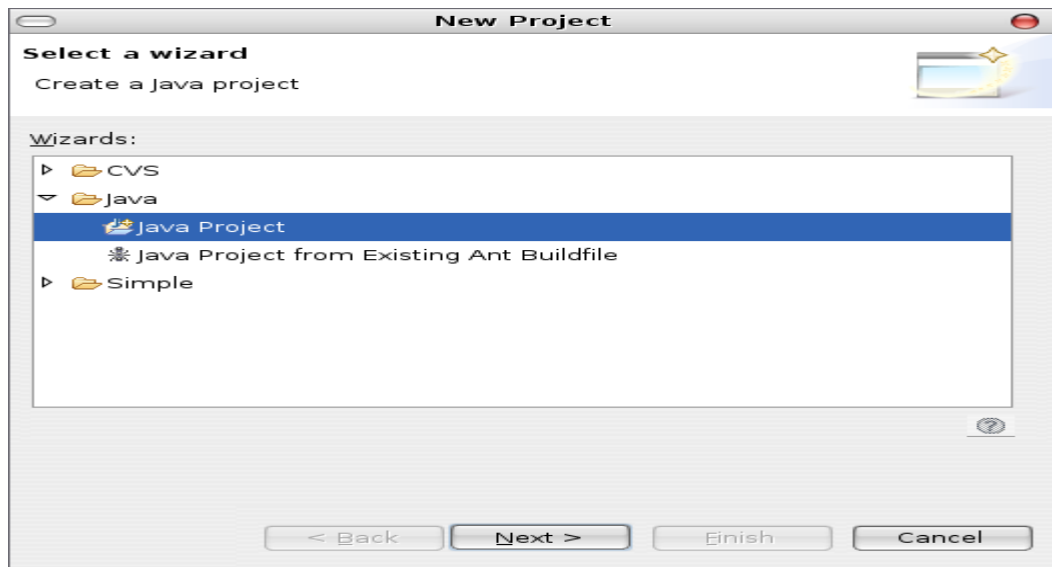 New Project
Select a wizard
Create a Java project
Wizards:
CVS
Java
Java Project
Java Project from Existing Ant Buildfile
Simple
?
< Back Next > Finish Cancel